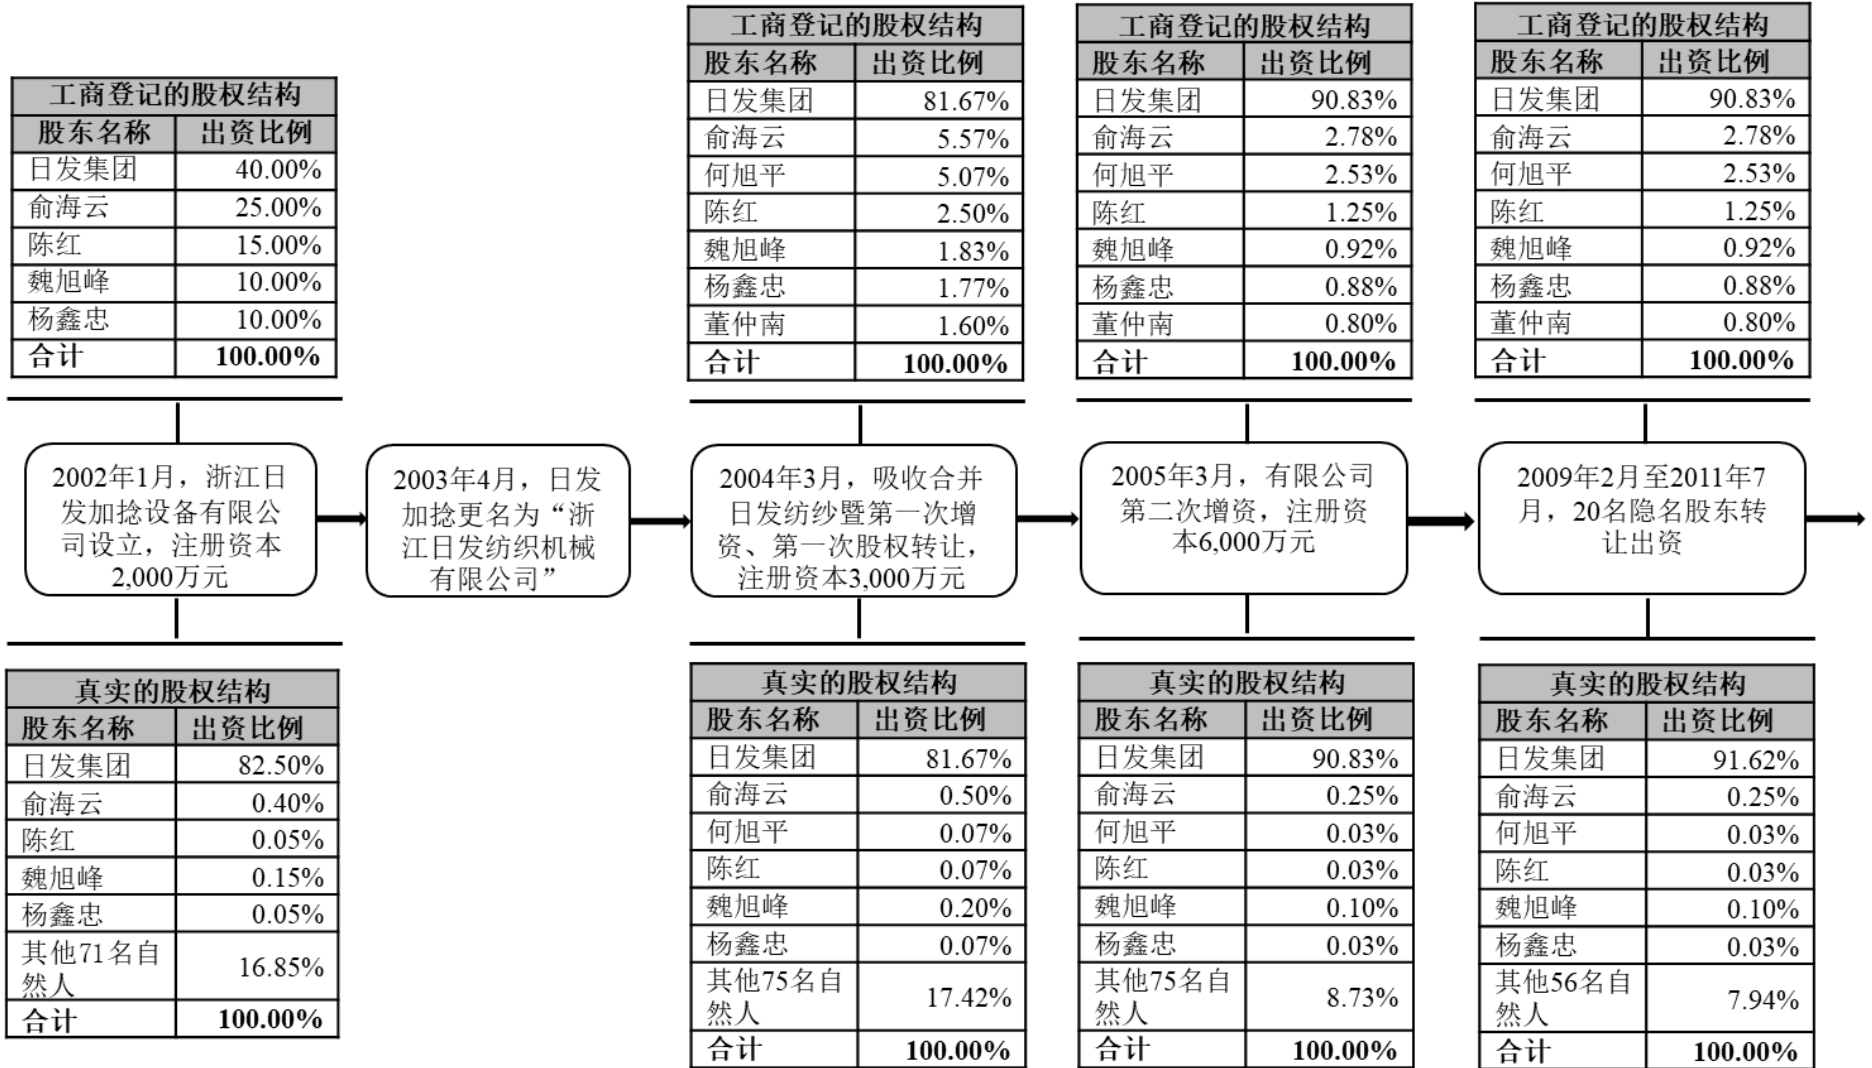 工商登记的股权结构
股东名称 出资比例
日发集团 40.00%
俞海云 25.00%
陈红 15.00%
魏旭峰 10.00%
杨鑫忠 10.00%
合计 100.00%
工商登记的股权结构
股东名称 出资比例
日发集团 81.67%
俞海云 5.57%
何旭平 5.07%
陈红 2.50%
魏旭峰 1.83%
杨鑫忠 1.77%
董仲南 1.60%
合计 100.00%
工商登记的股权结构
股东名称 出资比例
日发集团 90.83%
俞海云 2.78%
何旭平 2.53%
陈红 1.25%
魏旭峰 0.92%
杨鑫忠 0.88%
董仲南 0.80%
合计 100.00%
工商登记的股权结构
股东名称 出资比例
日发集团 90.83%
俞海云 2.78%
何旭平 2.53%
陈红 1.25%
魏旭峰 0.92%
杨鑫忠 0.88%
董仲南 0.80%
合计 100.00%
2002年1月，浙江日
发加捻设备有限公
司设立，注册资本
2,000万元
2003年4月，日发
加捻更名为“浙
江日发纺织机械
有限公司”
2004年3月，吸收合并
日发纺纱暨第一次增
资、第一次股权转让，
注册资本3,000万元
2005年3月，有限公司
第二次增资，注册资
本6,000万元
2009年2月至2011年7
月，20名隐名股东转
让出资
真实的股权结构
股东名称 出资比例
日发集团 82.50%
俞海云 0.40%
陈红 0.05%
魏旭峰 0.15%
杨鑫忠 0.05%
其他71名自
然人 16.85%
合计 100.00%
真实的股权结构
股东名称 出资比例
日发集团 81.67%
俞海云 0.50%
何旭平 0.07%
陈红 0.07%
魏旭峰 0.20%
杨鑫忠 0.07%
其他75名自
然人 17.42%
合计 100.00%
真实的股权结构
股东名称 出资比例
日发集团 90.83%
俞海云 0.25%
何旭平 0.03%
陈红 0.03%
魏旭峰 0.10%
杨鑫忠 0.03%
其他75名自
然人 8.73%
合计 100.00%
真实的股权结构
股东名称 出资比例
日发集团 91.62%
俞海云 0.25%
何旭平 0.03%
陈红 0.03%
魏旭峰 0.10%
杨鑫忠 0.03%
其他56名自
然人 7.94%
合计 100.00%